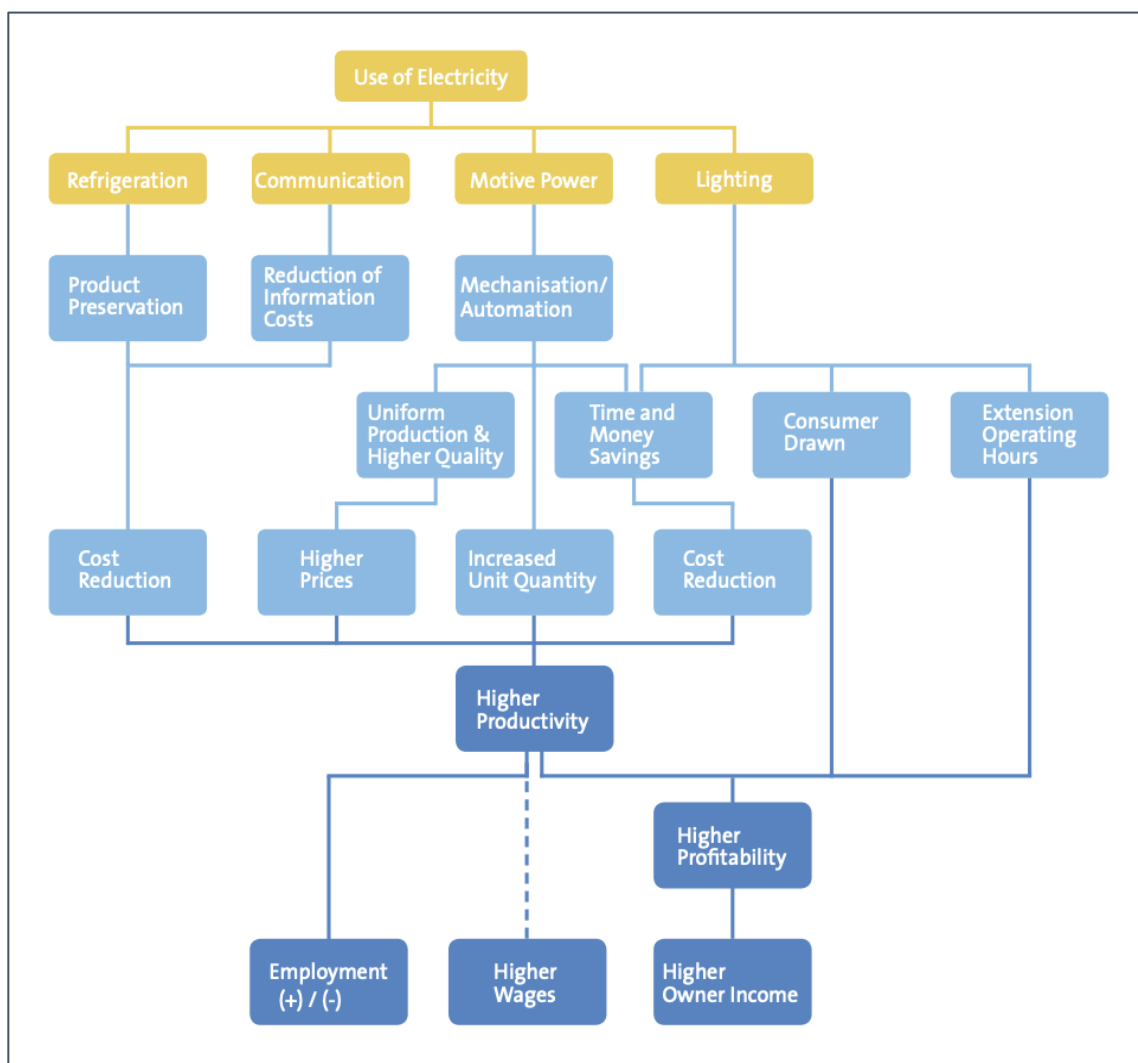 Use of Electricity
Refrigeration
Communication
Motive Power
Lighting
Product
Preservation
Reduction of
Information
Costs
Mechanisation/
Automation
Uniform
Production &
Higher Quality
Time and
Money
Savings
Consumer
Drawn
Extension
Operating
Hours
Cost
Reduction
Higher
Prices
Increased
Unit Quantity
Cost
Reduction
Higher
Productivity
Higher
Profitability
Employment
(+) / (-)
Higher
Wages
Higher
Owner Income